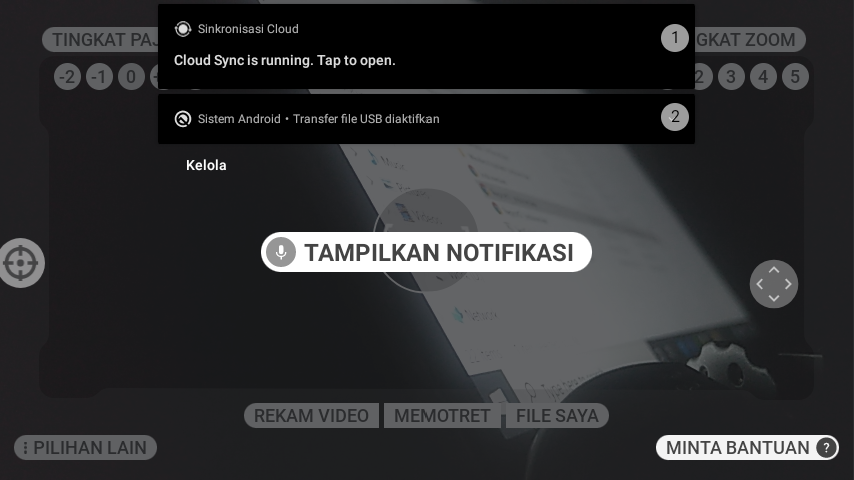 Sinkronisasi Cloud
1
Cloud Sync is running. Tap to open.
TINGKAT
GKAT ZOOM
-2 -1 0
2 3 4 5
Sistem Android • Transfer file USB diaktifkan
2
Kelola
TAMPILKAN NOTIFIKASI
REKAM VIDEO
MEMOTRET
FILE SAYA
PILIHAN LAIN
MINTA BANTUAN ?